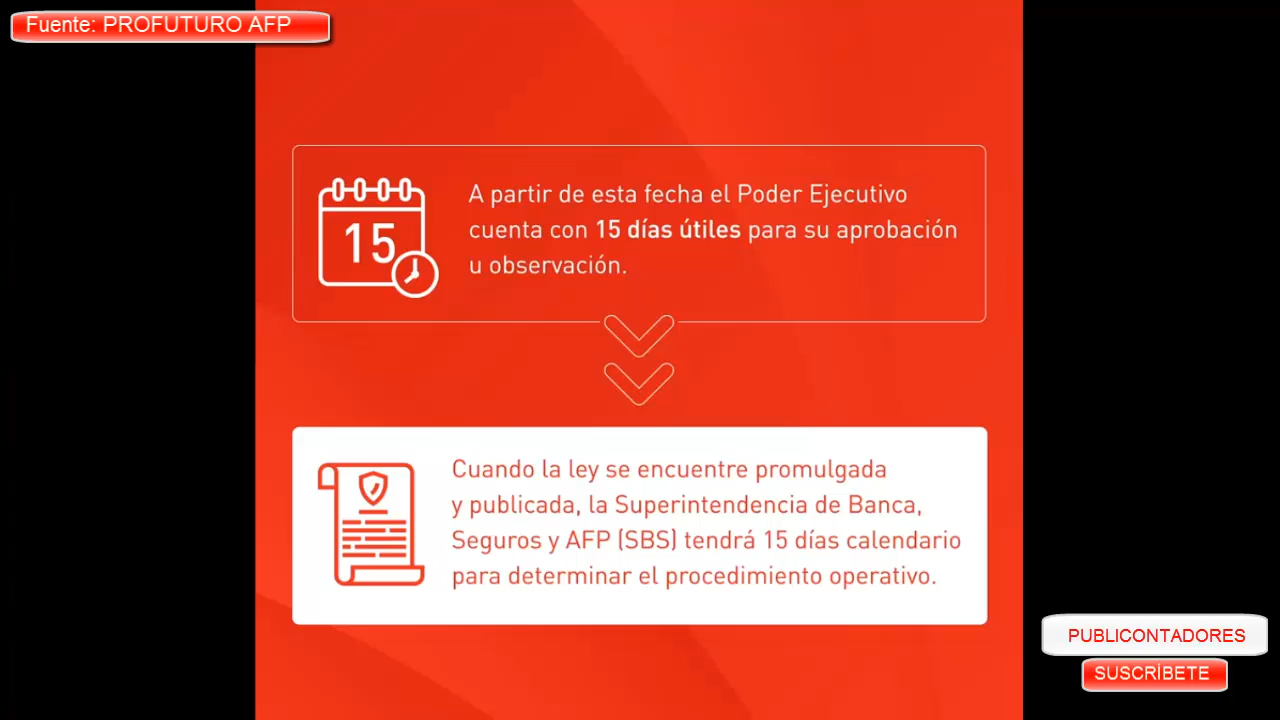 Fuente: PROFUTURO AFP
15
A partir de esta fecha el Poder Ejecutivo
cuenta con 15 días útiles para su aprobación
u observación.
Cuando la ley se encuentre promulgada
y publicada, la Superintendencia de Banca,
Seguros y AFP (SBS) tendrá 15 días calendario
para determinar el procedimiento operativo.
PUBLICONTADORES
SUSCRÍBETE